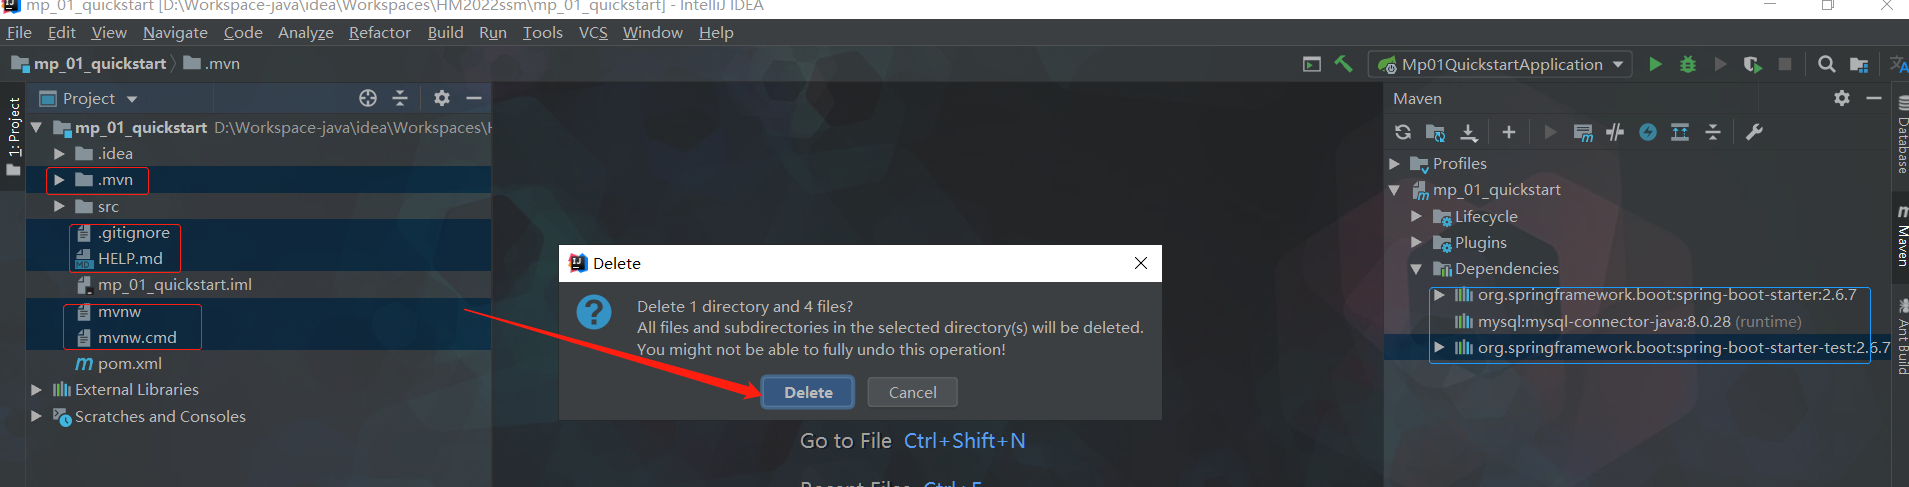 mp_01_quickstart [D:\Workspace-java\idea\Workspaces\HM2022ssm\mp_01_quickstart] - IntelliJ IDEA
File Edit View Navigate Code Analyze Refactor Build Run Tools VCS Window Help
mp_01_quickstart .mvn
Mp01QuickstartApplication
1: Project
Project
mp_01_quickstart D:\Workspace-java\idea\Workspaces\H
.idea
.mvn
src
.gitignore
HELP.md
mp_01_quickstart.iml
mvnw
mvnw.cmd
pom.xml
External Libraries
Scratches and Consoles
Delete
Delete 1 directory and 4 files?
All files and subdirectories in the selected directory(s) will be deleted.
You might not be able to fully undo this operation!
Delete Cancel
Go to File Ctrl+Shift+N
Recent Files Ctrl+E
Maven
Profiles
mp_01_quickstart
Lifecycle
Plugins
Dependencies
org.springframework.boot:spring-boot-starter:2.6.7
mysql:mysql-connector-java:8.0.28 (runtime)
org.springframework.boot:spring-boot-starter-test:2.6.7
Database
Maven
Ant Build